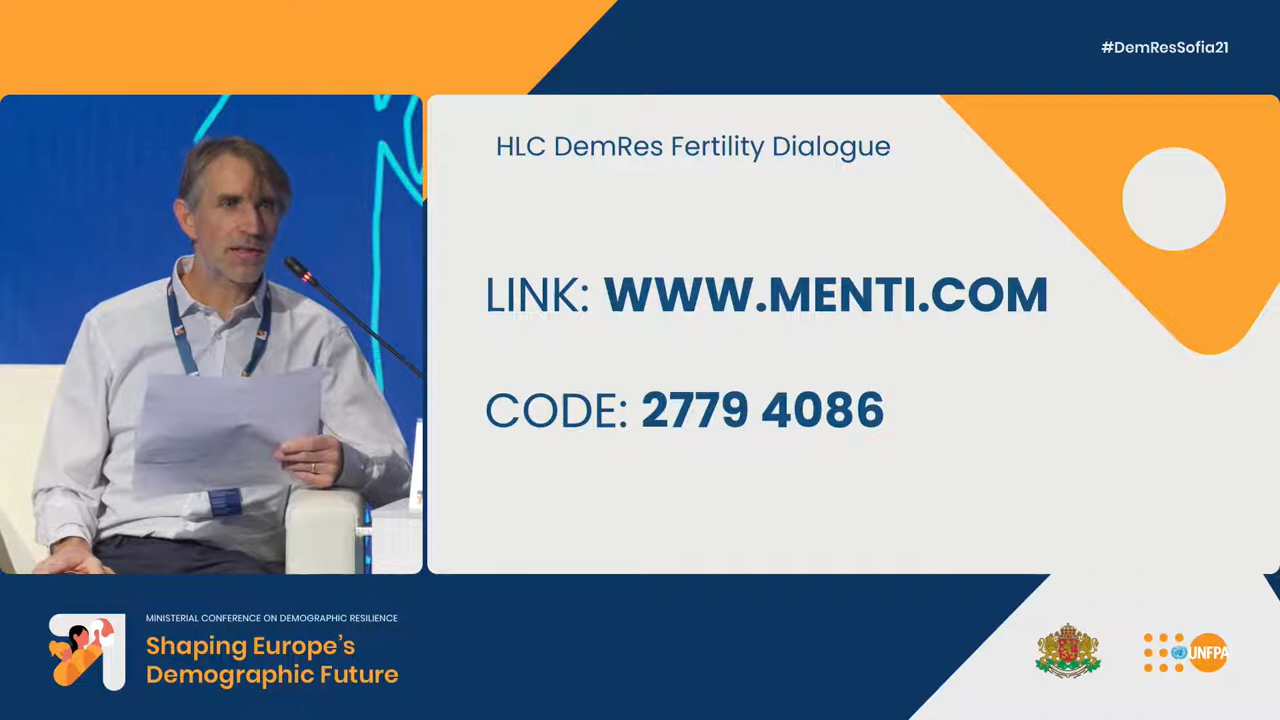 #DemResSofia21
HLC DemRes Fertility Dialogue
LINK: WWW.MENTI.COM
CODE: 2779 4086
MINISTERIAL CONFERENCE ON DEMOGRAPHIC RESILIENCE
Shaping Europe's
Demographic Future
UNFPA